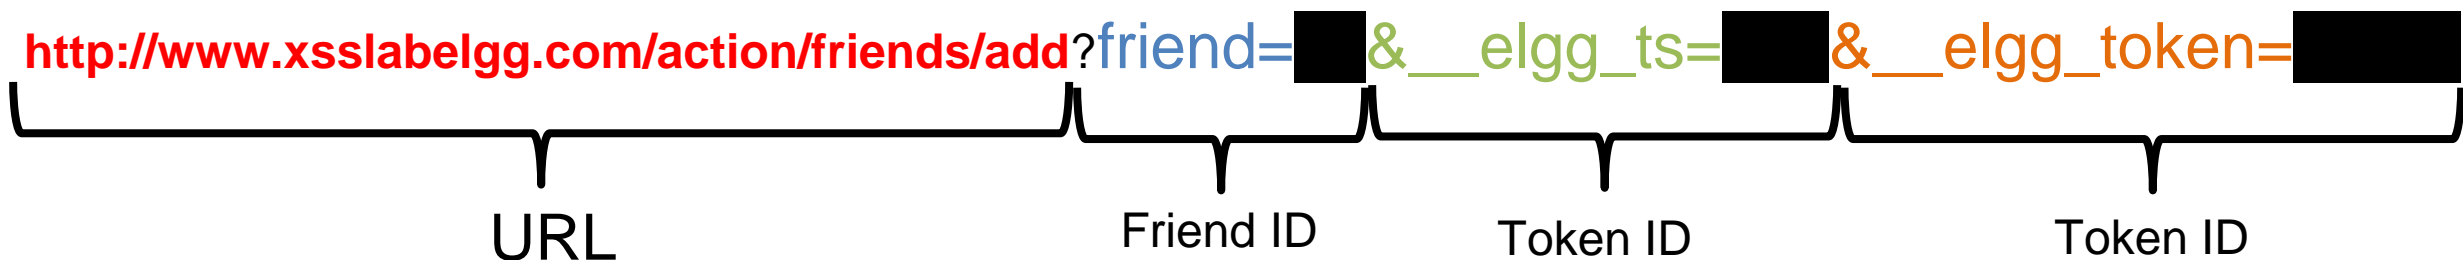 http://www.xsslabelgg.com/action/friends/add?friend= &__elgg_ts= &__elgg_token=
URL Friend ID Token ID Token ID